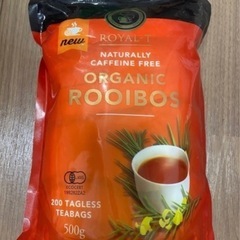 new
ROYAL T
NATURALLY
CAFFEINE FREE
ORGANIC
ROOIBOS
200 TAGLESS
TEABAGS
500g